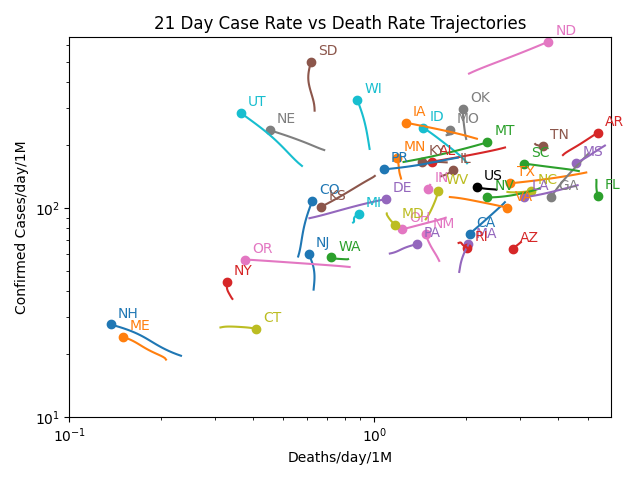 21 Day Case Rate vs Death Rate Trajectories
ND
SD
WI
UT
OK
IA
ID
MO
NE
AR
MT
TN
MN
KY
AL
SC
MS
PR
IL
TX
US
IN
WV
NC
LA
GA
FL
NV
DE
CO
KS
MI
MD
OH
NM
CA
MA
RI
AZ
PA
NJ
WA
OR
NY
NH
ME
CT
Confirmed Cases/day/1M
10²
10¹
10⁻¹
10⁰
Deaths/day/1M